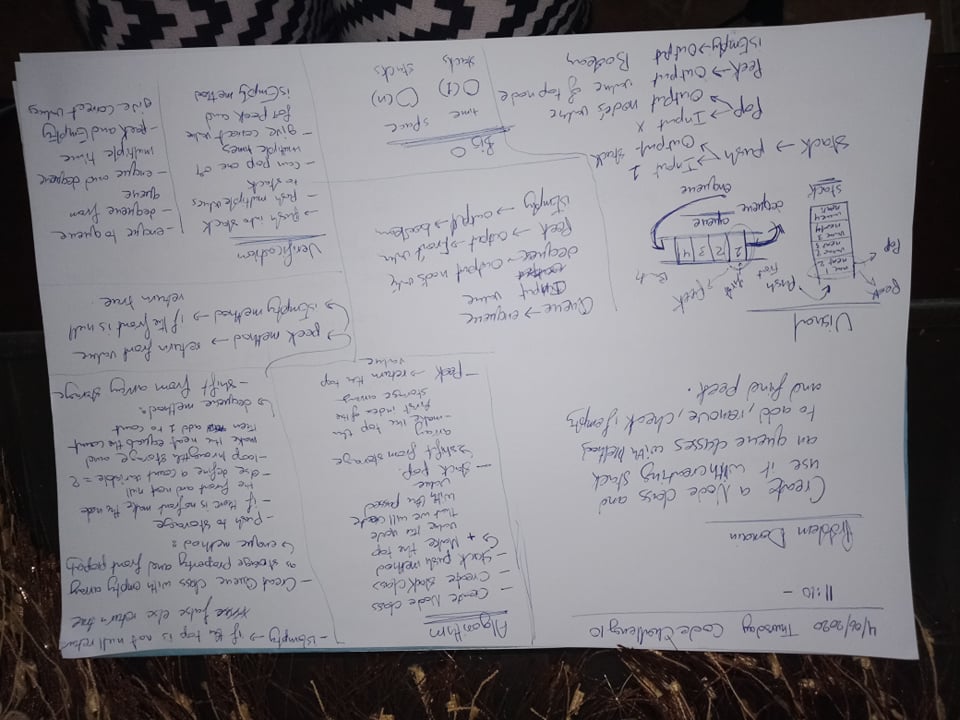 4/06/2020 Thursday Code Challeng 10
11:10 -
Problem Domain
Create a Node class and
use it with creating stack
an queue classes with Methods
to add, remove, check if empty
and find peek.
Visual
Peek
Pop
Push
stack
Peek
Front
Back
queue
dequeue
enqueue
Algorithm
- Create Node class
- Create stack class
- Stack push method
+ Make the top
value the node
that we will create
with the passed
value
- Stack pop.
shift from storage
array
- make the top the
first index of the
storage array
- Peek → return the top
value
- isEmpty → if the top is not null return
false else return true
- Creat Queue class with empty array
as storage property and front property
↳ enque method:
- push to storage
- if there is no front make the node
the front and not null
- else define a count variable = 2
- loop through storage and
make the next equals the count
then add 1 to count
↳ dequeue method:
- shift from array storage
↳ peek method → return front value
↳ isEmpty method → if the front is null
return true.
Stack → push → Input 1
Output stack
Pop → Input X
Output node's value
Peek → Output value of top node
isEmpty → Output Boolean
Queue → enqueue
Input value
dequeue → Output node only
Peek → Output → front value
isEmpty → output → boolean
Big O
time space
O(1) O(n)
stacks stacks
Verification
→ Push into stack
- push multiple values
to stack
- Can pop one or
multiple times
- give correct value
for peek and
isEmpty method
- enque to queue
- dequeue from
queue
- enque and dequeue
multiple time
- peek and Empty
give correct values